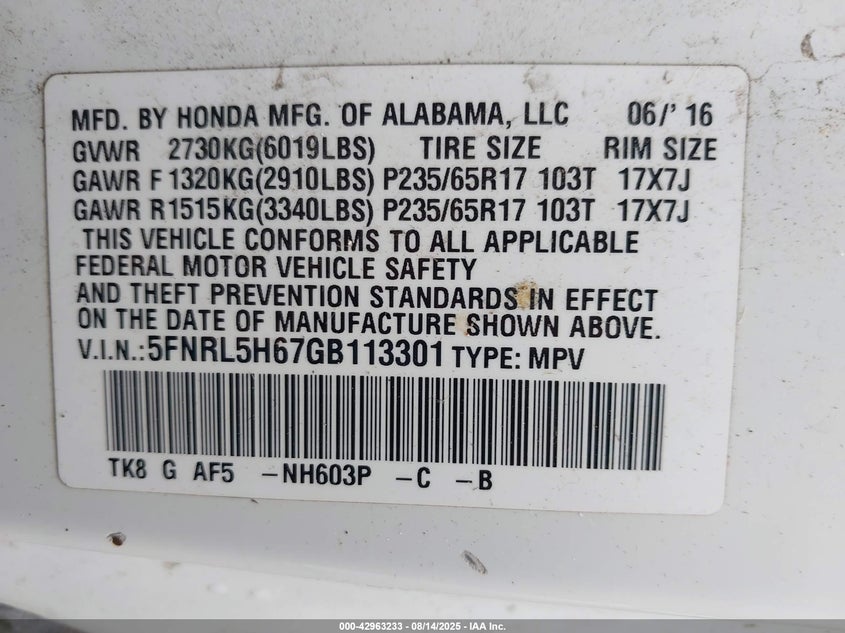 MFD. BY HONDA MFG. OF ALABAMA, LLC 06/' 16
GVWR 2730KG(6019LBS) TIRE SIZE RIM SIZE
GAWR F 1320KG(2910LBS) P235/65R17 103T 17X7J
GAWR R1515KG(3340LBS) P235/65R17 103T 17X7J
THIS VEHICLE CONFORMS TO ALL APPLICABLE
FEDERAL MOTOR VEHICLE SAFETY
AND THEFT PREVENTION STANDARDS IN EFFECT
ON THE DATE OF MANUFACTURE SHOWN ABOVE.
V.I.N.:5FNRL5H67GB113301 TYPE: MPV
TK8 G AF5 -NH603P -C -B
000-42963233 - 08/14/2025 - IAA Inc.